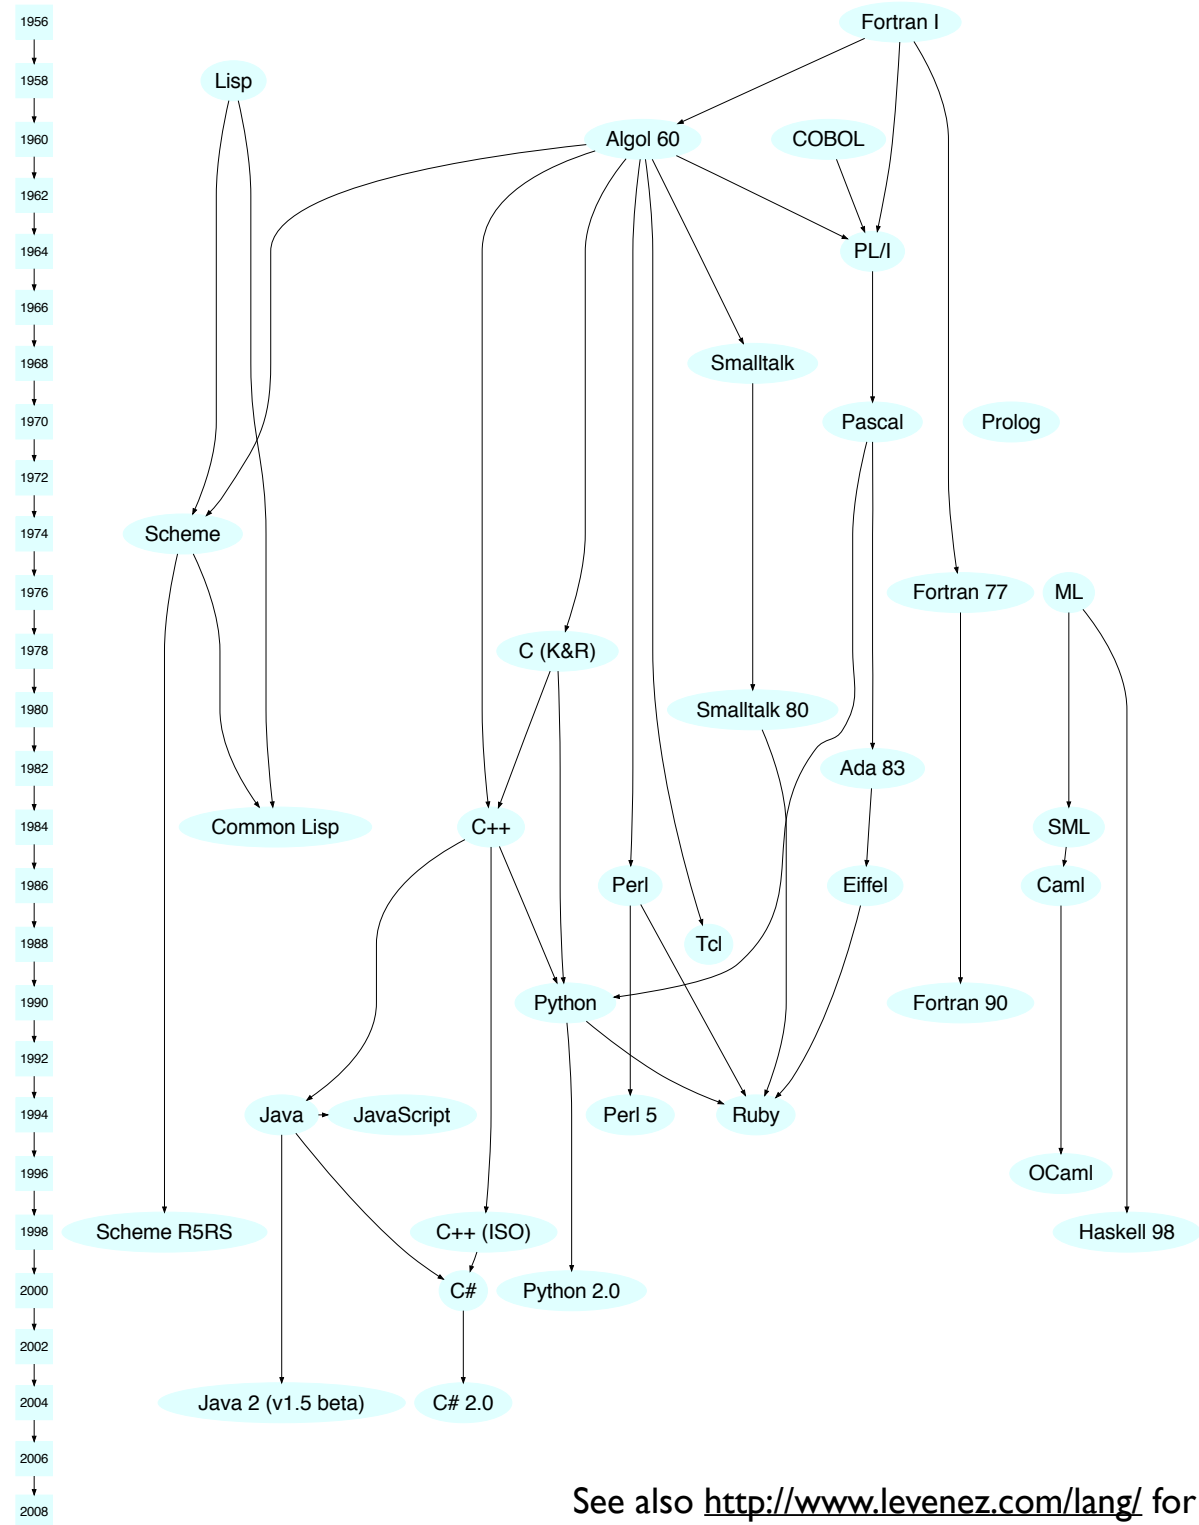 1956 Fortran I
1958 Lisp
1960 Algol 60 COBOL
1962
1964 PL/I
1966
1968 Smalltalk
1970 Pascal Prolog
1972
1974 Scheme
1976 Fortran 77 ML
1978 C (K&R)
1980 Smalltalk 80
1982 Ada 83
1984 Common Lisp C++ SML
1986 Perl Eiffel Caml
1988 Tcl
1990 Python Fortran 90
1992
1994 Java JavaScript Perl 5 Ruby
1996 OCaml
1998 Scheme R5RS C++ (ISO) Haskell 98
2000 C# Python 2.0
2002
2004 Java 2 (v1.5 beta) C# 2.0
2006
2008 See also http://www.levenez.com/lang/ for